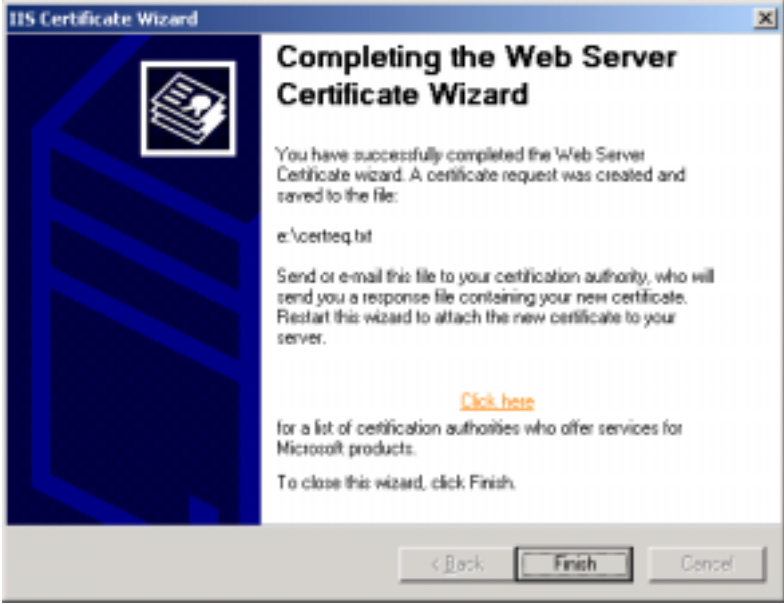 IIS Certificate Wizard
Completing the Web Server
Certificate Wizard
You have successfully completed the Web Server
Certificate wizard. A certificate request was created and
saved to the file:
e:\certreq.txt
Send or e-mail this file to your certification authority, who will
send you a response file containing your new certificate.
Restart this wizard to attach the new certificate to your
server.
Click here
for a list of certification authorities who offer services for
Microsoft products.
To close this wizard, click Finish.
< Back Finish Cancel